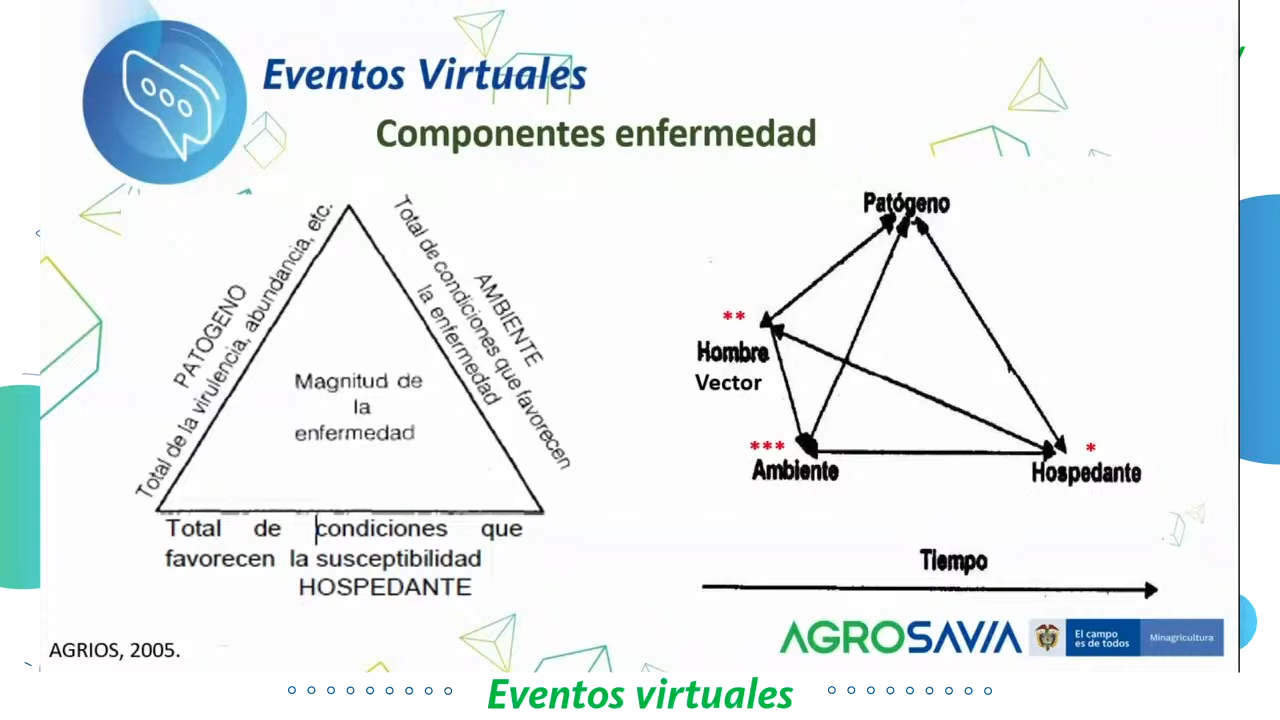 Eventos Virtuales
Componentes enfermedad
PATOGENO
Total de la virulencia, abundancia, etc.
AMBIENTE
Total de condiciones que favorecen
la enfermedad
Magnitud de
la
enfermedad
Total de condiciones que
favorecen la susceptibilidad
HOSPEDANTE
Patógeno
**
Hombre
Vector
***
Ambiente
*
Hospedante
Tiempo
AGRIOS, 2005.
AGROSAVIA
El campo
es de todos
Minagricultura
Eventos virtuales